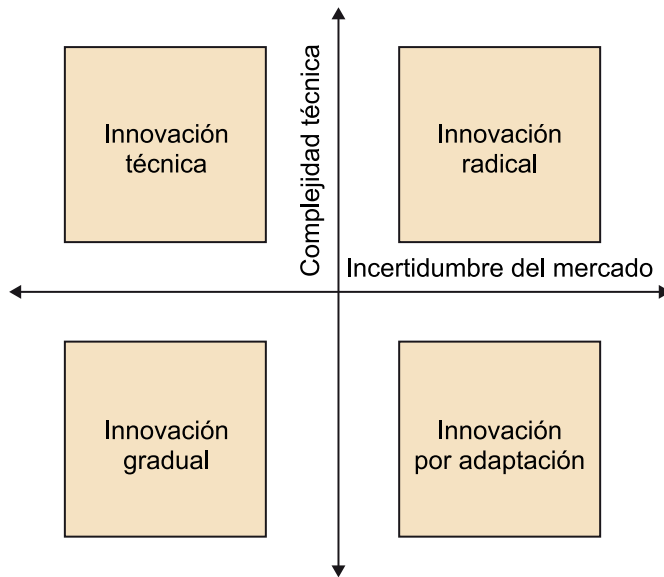 Innovación
técnica
Complejidad técnica
Innovación
radical
Incertidumbre del mercado
Innovación
gradual
Innovación
por adaptación